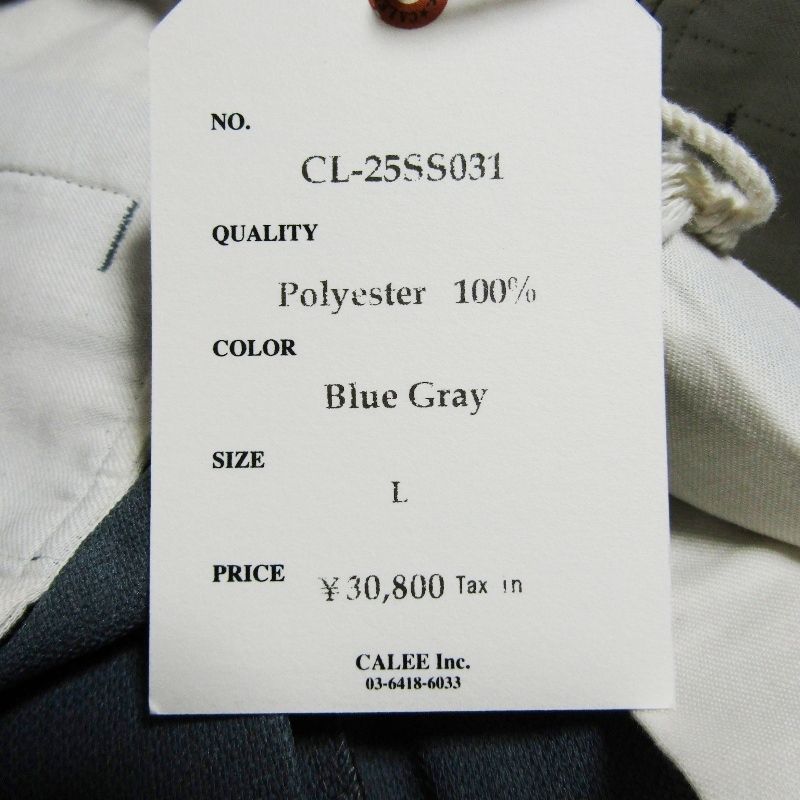 NO.
CL-25SS031
QUALITY
Polyester 100%
COLOR
Blue Gray
SIZE
L
PRICE ¥30,800 Tax in
CALEE Inc.
03-6418-6033